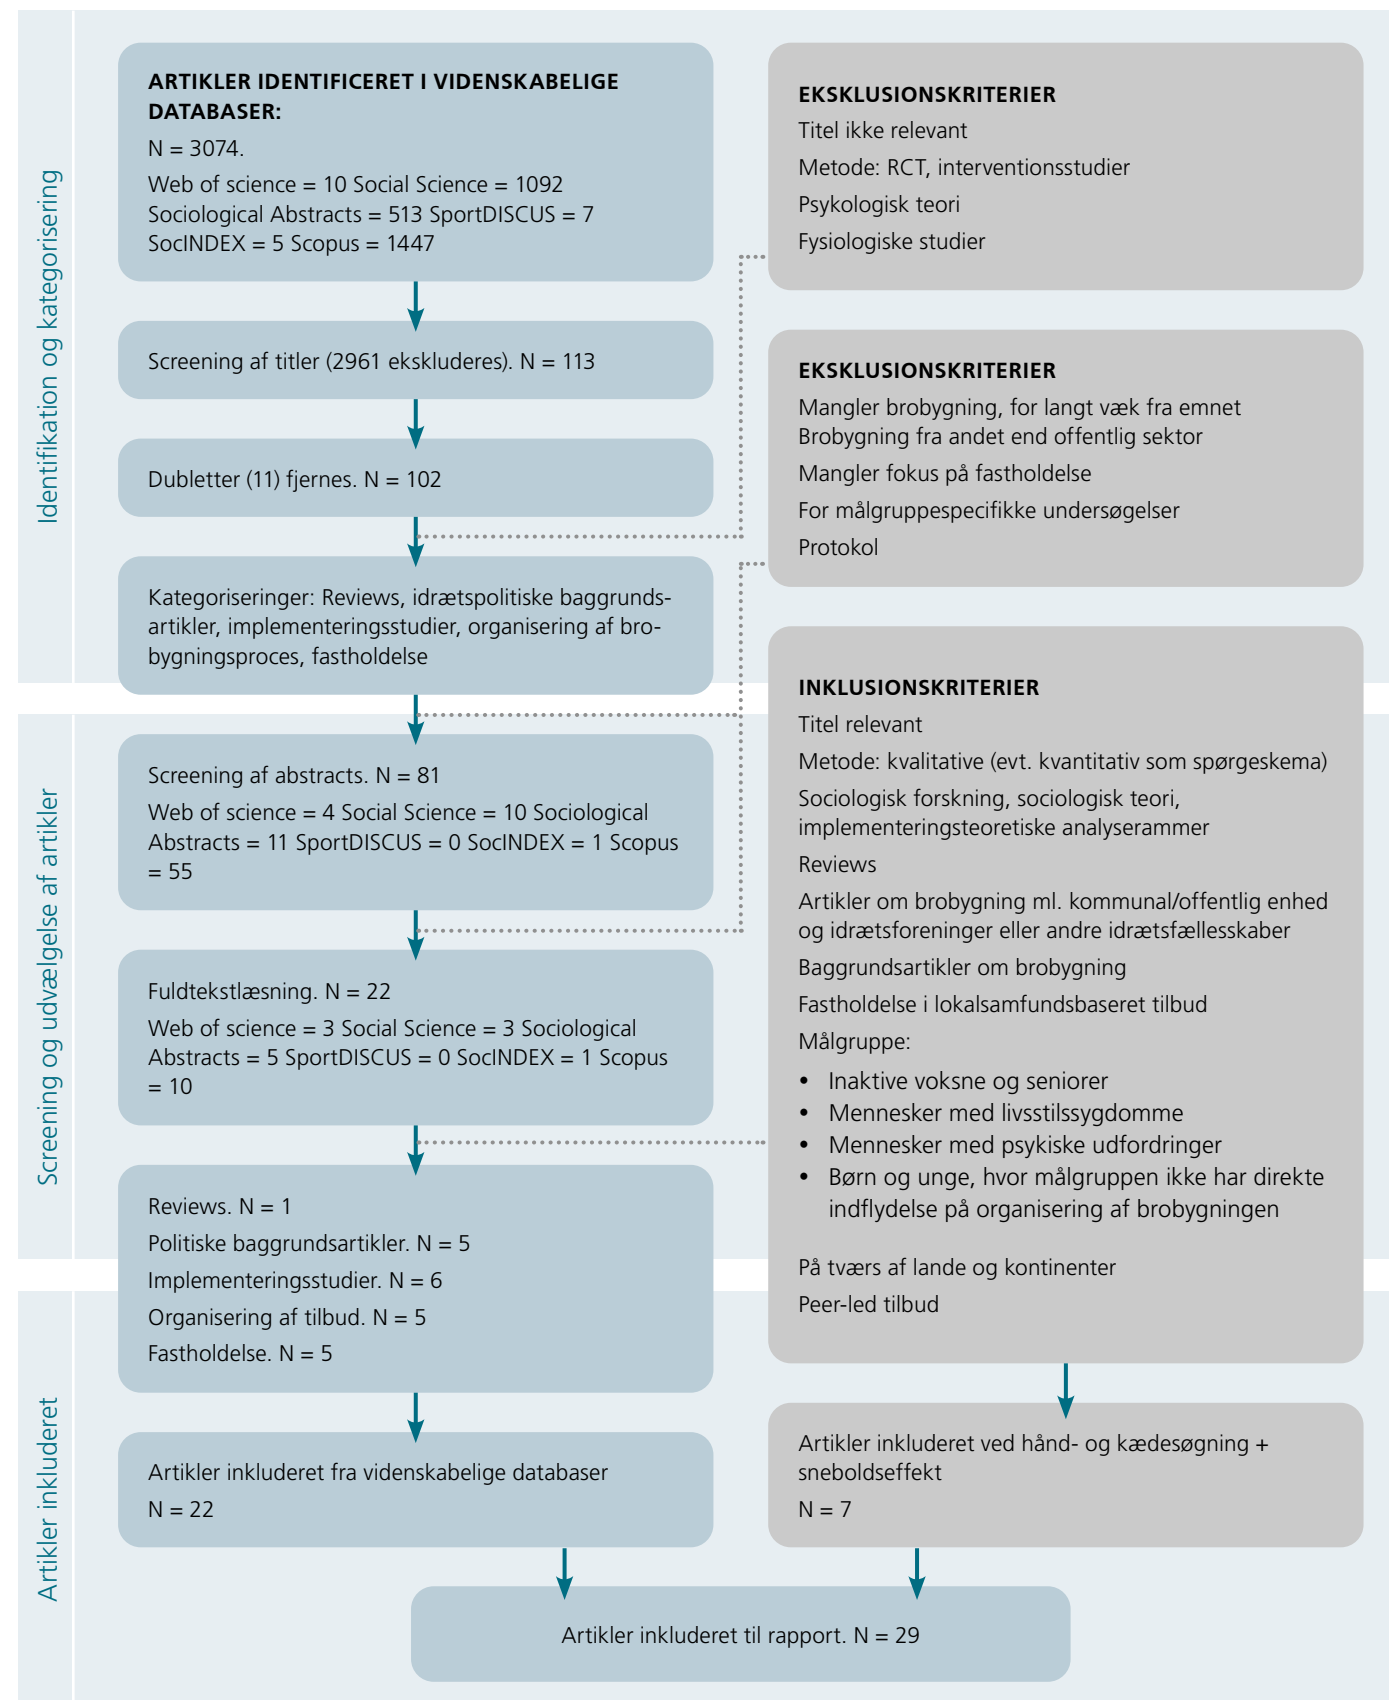 Identifikation og kategorisering
ARTIKLER IDENTIFICERET I VIDENSKABELIGE
DATABASER:
N = 3074.
Web of science = 10 Social Science = 1092
Sociological Abstracts = 513 SportDISCUS = 7
SocINDEX = 5 Scopus = 1447
Screening af titler (2961 ekskluderes). N = 113
Dubletter (11) fjernes. N = 102
Kategoriseringer: Reviews, idrætspolitiske baggrunds-
artikler, implementeringsstudier, organisering af bro-
bygningsproces, fastholdelse
EKSKLUSIONSKRITERIER
Titel ikke relevant
Metode: RCT, interventionsstudier
Psykologisk teori
Fysiologiske studier
EKSKLUSIONSKRITERIER
Mangler brobygning, for langt væk fra emnet
Brobygning fra andet end offentlig sektor
Mangler fokus på fastholdelse
For målgruppespecifikke undersøgelser
Protokol
Screening og udvælgelse af artikler
Screening af abstracts. N = 81
Web of science = 4 Social Science = 10 Sociological
Abstracts = 11 SportDISCUS = 0 SocINDEX = 1 Scopus
= 55
Fuldtekstlæsning. N = 22
Web of science = 3 Social Science = 3 Sociological
Abstracts = 5 SportDISCUS = 0 SocINDEX = 1 Scopus
= 10
Reviews. N = 1
Politiske baggrundsartikler. N = 5
Implementeringsstudier. N = 6
Organisering af tilbud. N = 5
Fastholdelse. N = 5
INKLUSIONSKRITERIER
Titel relevant
Metode: kvalitative (evt. kvantitativ som spørgeskema)
Sociologisk forskning, sociologisk teori,
implementeringsteoretiske analyserammer
Reviews
Artikler om brobygning ml. kommunal/offentlig enhed
og idrætsforeninger eller andre idrætsfællesskaber
Baggrundsartikler om brobygning
Fastholdelse i lokalsamfundsbaseret tilbud
Målgruppe:
• Inaktive voksne og seniorer
• Mennesker med livsstilssygdomme
• Mennesker med psykiske udfordringer
• Børn og unge, hvor målgruppen ikke har direkte
indflydelse på organisering af brobygningen
På tværs af lande og kontinenter
Peer-led tilbud
Artikler inkluderet
Artikler inkluderet fra videnskabelige databaser
N = 22
Artikler inkluderet ved hånd- og kædesøgning +
sneboldseffekt
N = 7
Artikler inkluderet til rapport. N = 29